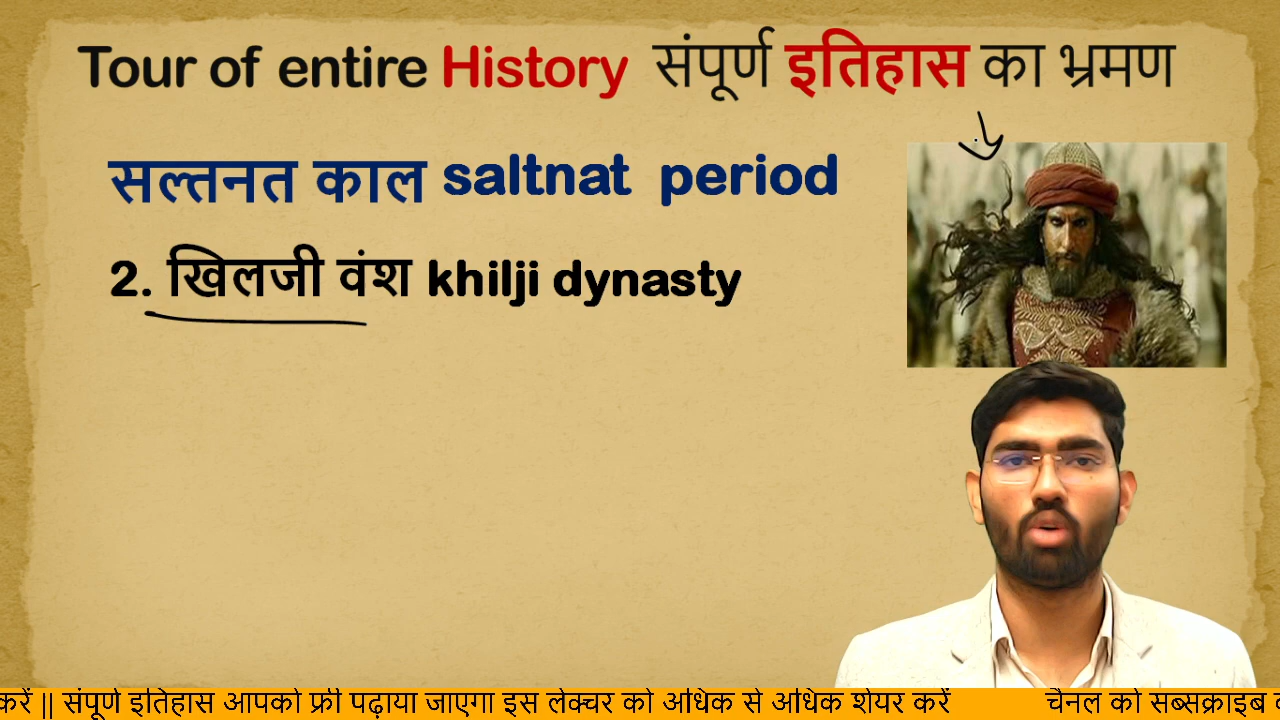 Tour of entire History संपूर्ण इतिहास का भ्रमण
सल्तनत काल saltnat period
2. खिलजी वंश khilji dynasty
करें || संपूर्ण इतिहास आपको फ्री पढ़ाया जाएगा इस लेक्चर को अधिक से अधिक शेयर करें चैनल को सब्सक्राइब